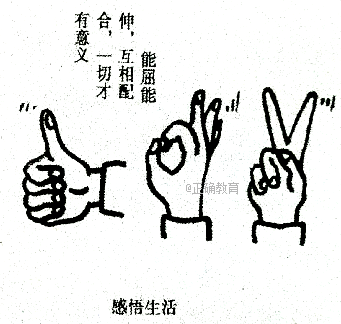 能屈能
伸，互相配
合，一切才
有意义
@正确教育
感悟生活